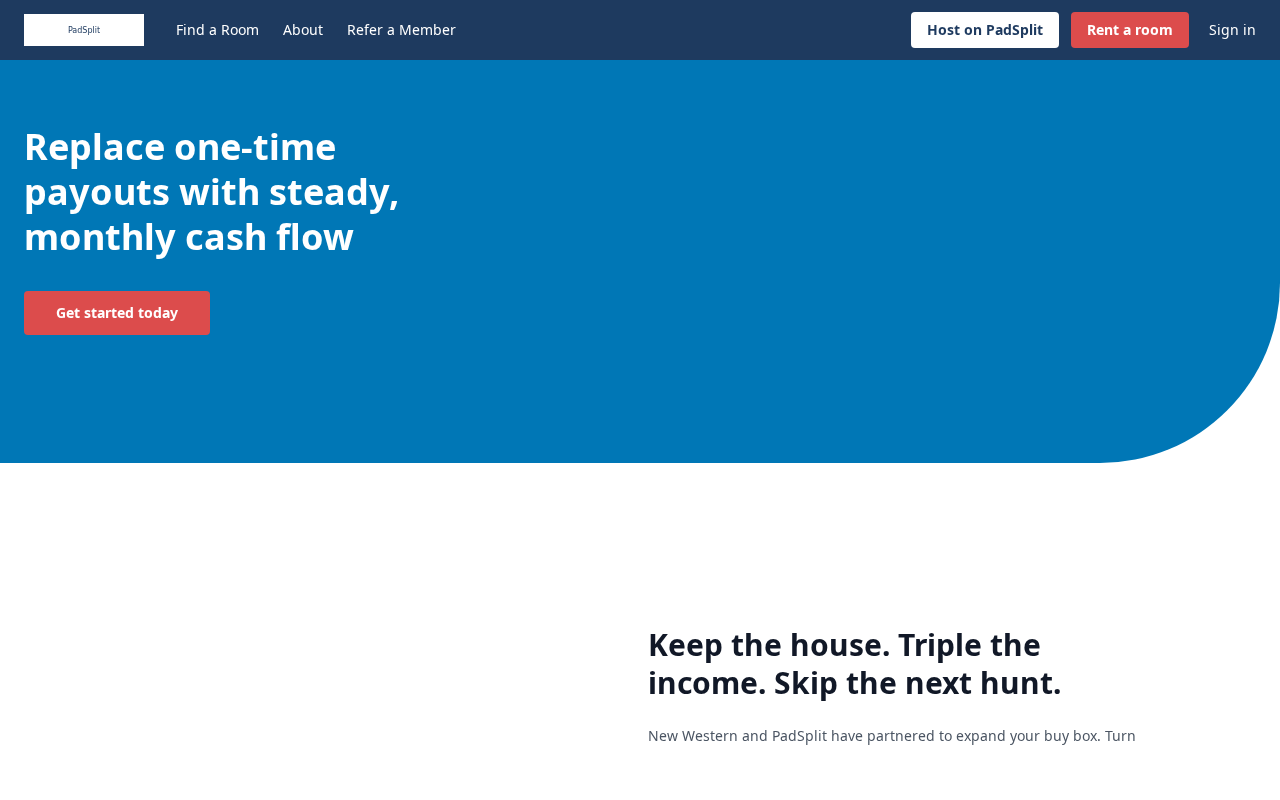 PadSplit
Find a Room
About
Refer a Member
Host on PadSplit
Rent a room
Sign in
Replace one-time
payouts with steady,
monthly cash flow
Get started today
Keep the house. Triple the
income. Skip the next hunt.
New Western and PadSplit have partnered to expand your buy box. Turn